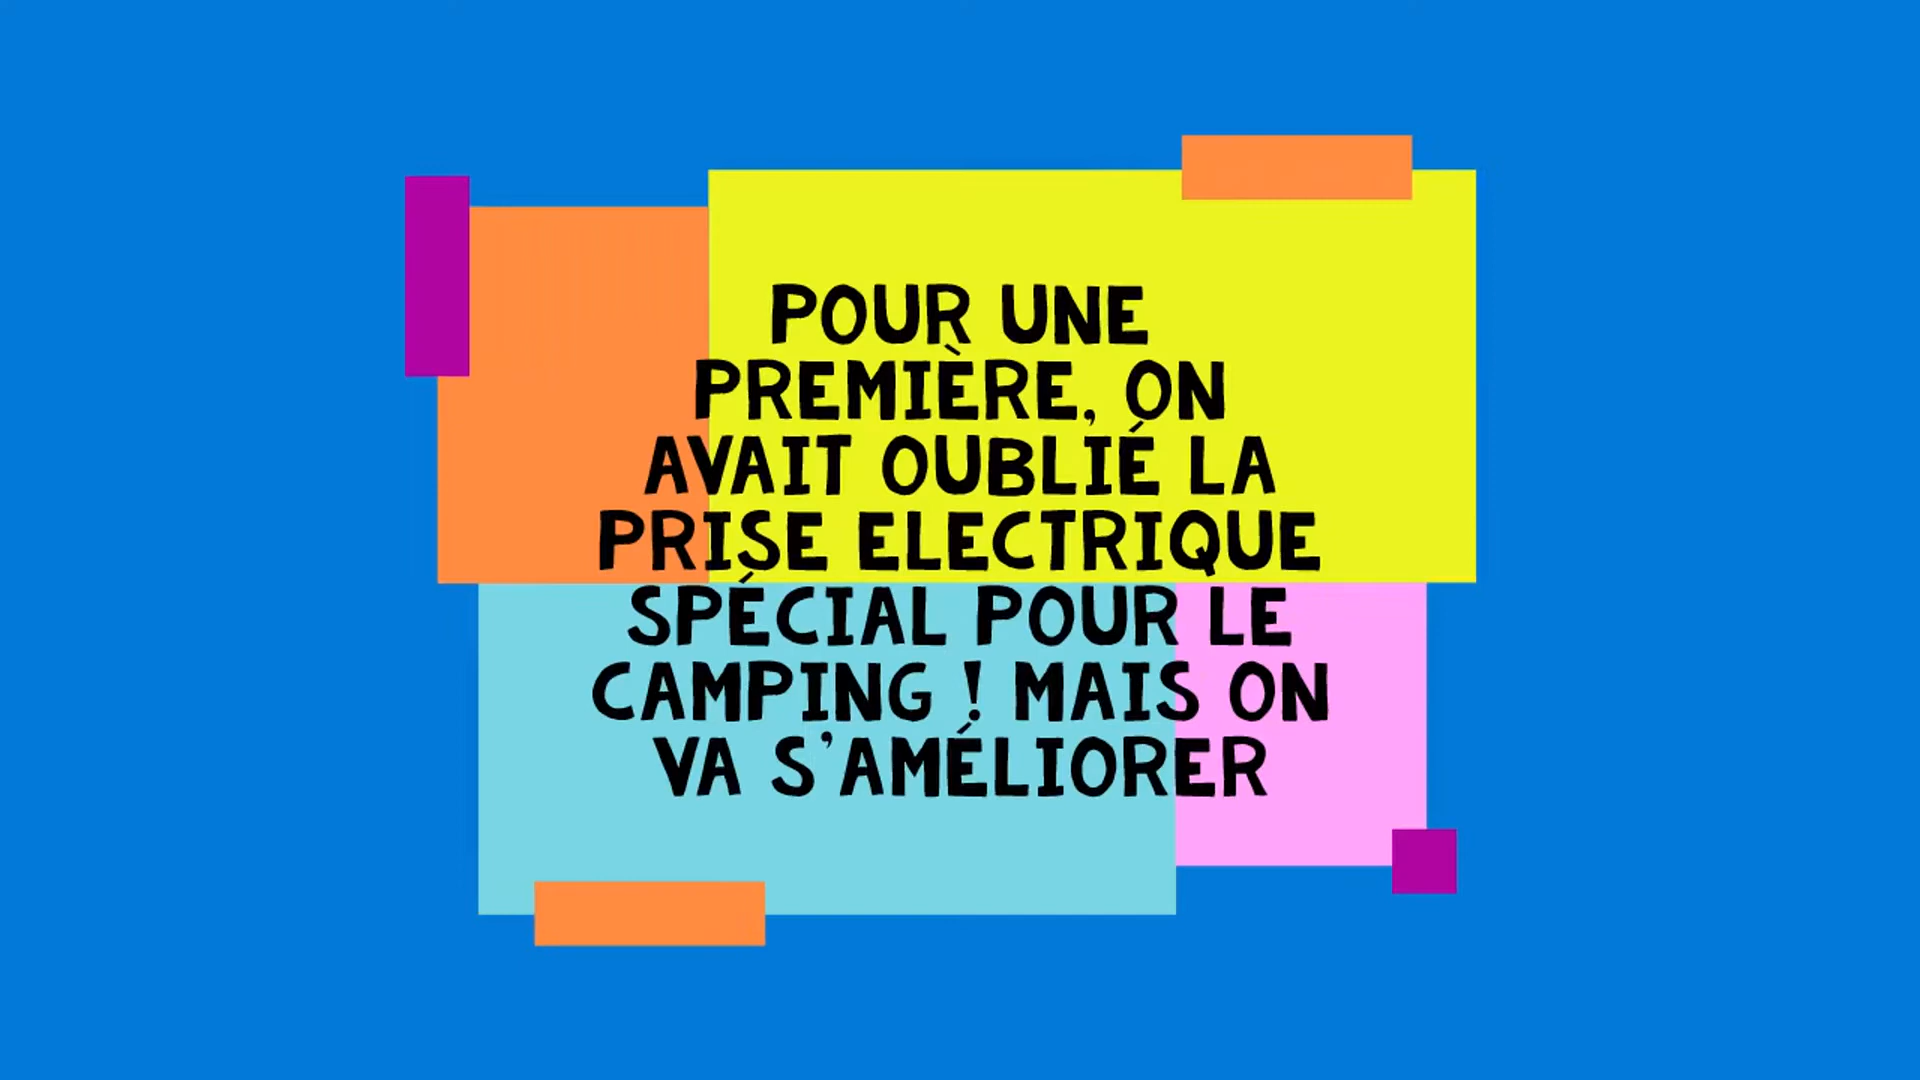 POUR UNE
PREMIÈRE, ON
AVAIT OUBLIÉ LA
PRISE ELECTRIQUE
SPÉCIAL POUR LE
CAMPING ! MAIS ON
VA S'AMÉLIORER